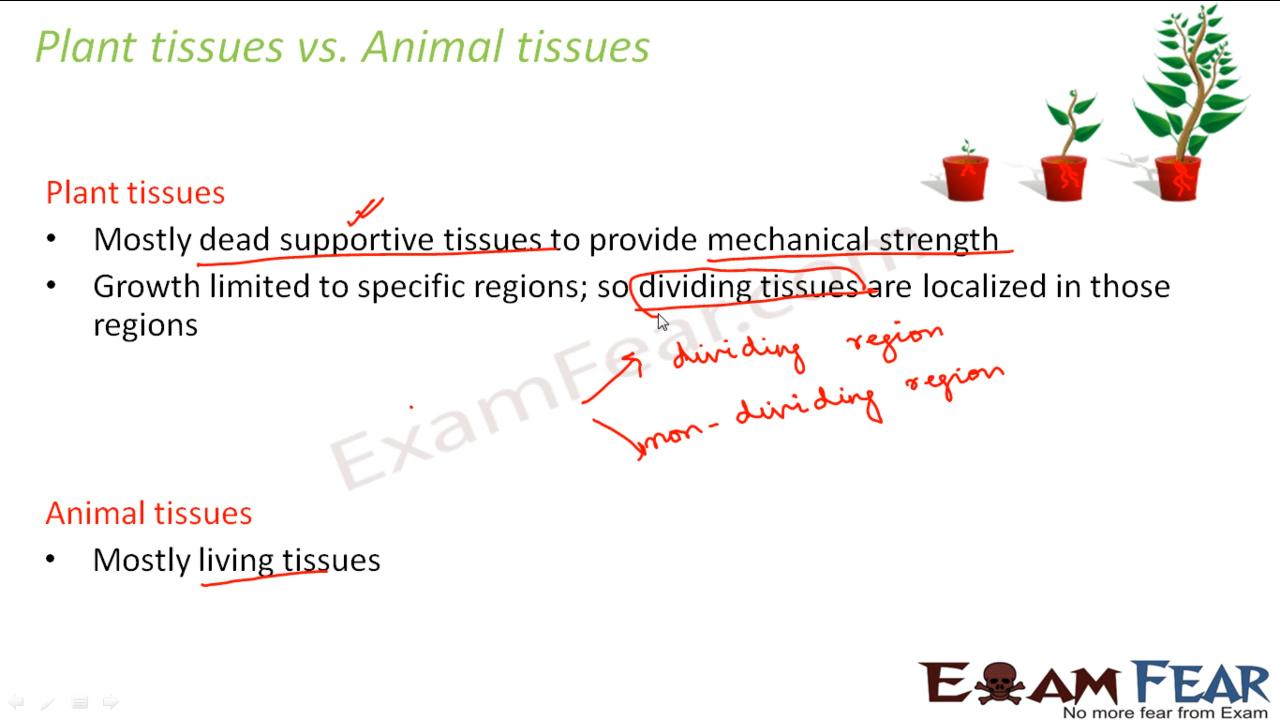 Plant tissues vs. Animal tissues
Plant tissues
• Mostly dead supportive tissues to provide mechanical strength
• Growth limited to specific regions; so dividing tissues are localized in those
regions
dividing region
non-dividing region
ExamFear.com
Animal tissues
• Mostly living tissues
EXAM FEAR
No more fear from Exam